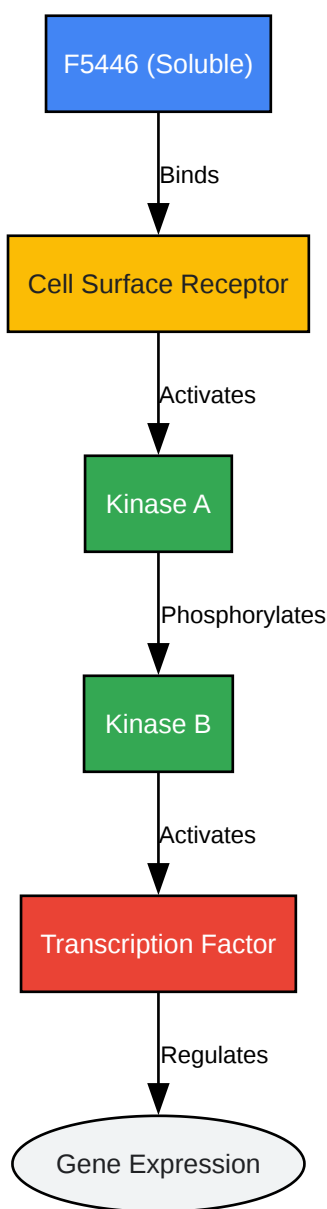 F5446 (Soluble)
Binds
Cell Surface Receptor
Activates
Kinase A
Phosphorylates
Kinase B
Activates
Transcription Factor
Regulates
Gene Expression